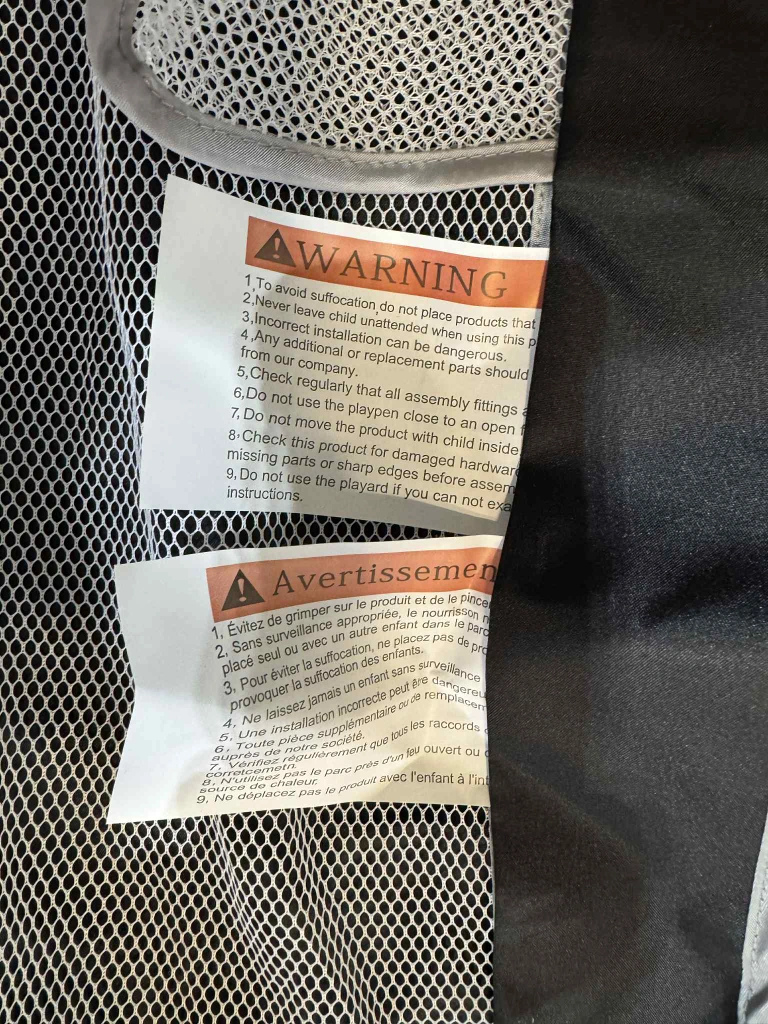 WARNING
1,To avoid suffocation,do not place products that
2,Never leave child unattended when using this p
3,Incorrect installation can be dangerous.
4,Any additional or replacement parts should
from our company.
5,Check regularly that all assembly fittings
6,Do not use the playpen close to an open f
7, Do not move the product with child inside
8,Check this product for damaged hardwar
missing parts or sharp edges before assem
9, Do not use the playard if you can not exa
instructions.
Avertissemen
1, Évitez de grimper sur le produit et de le pince
2, Sans surveillance appropriée, le nourrisson n
placé seul ou avec un autre enfant dans le parc
3, Pour éviter la suffocation, ne placez pas de pro
provoquer la suffocation des enfants.
4, Ne laissez jamais un enfant sans surveillance
5, Une installation incorrecte peut être dangereu
6, Toute pièce supplémentaire ou de remplacem
auprès de notre société.
7, Vérifiez régulièrement que tous les raccords
corretcemetn.
8, N'utilisez pas le parc près d'un feu ouvert ou
source de chaleur.
9, Ne déplacez pas le produit avec l'enfant à l'int